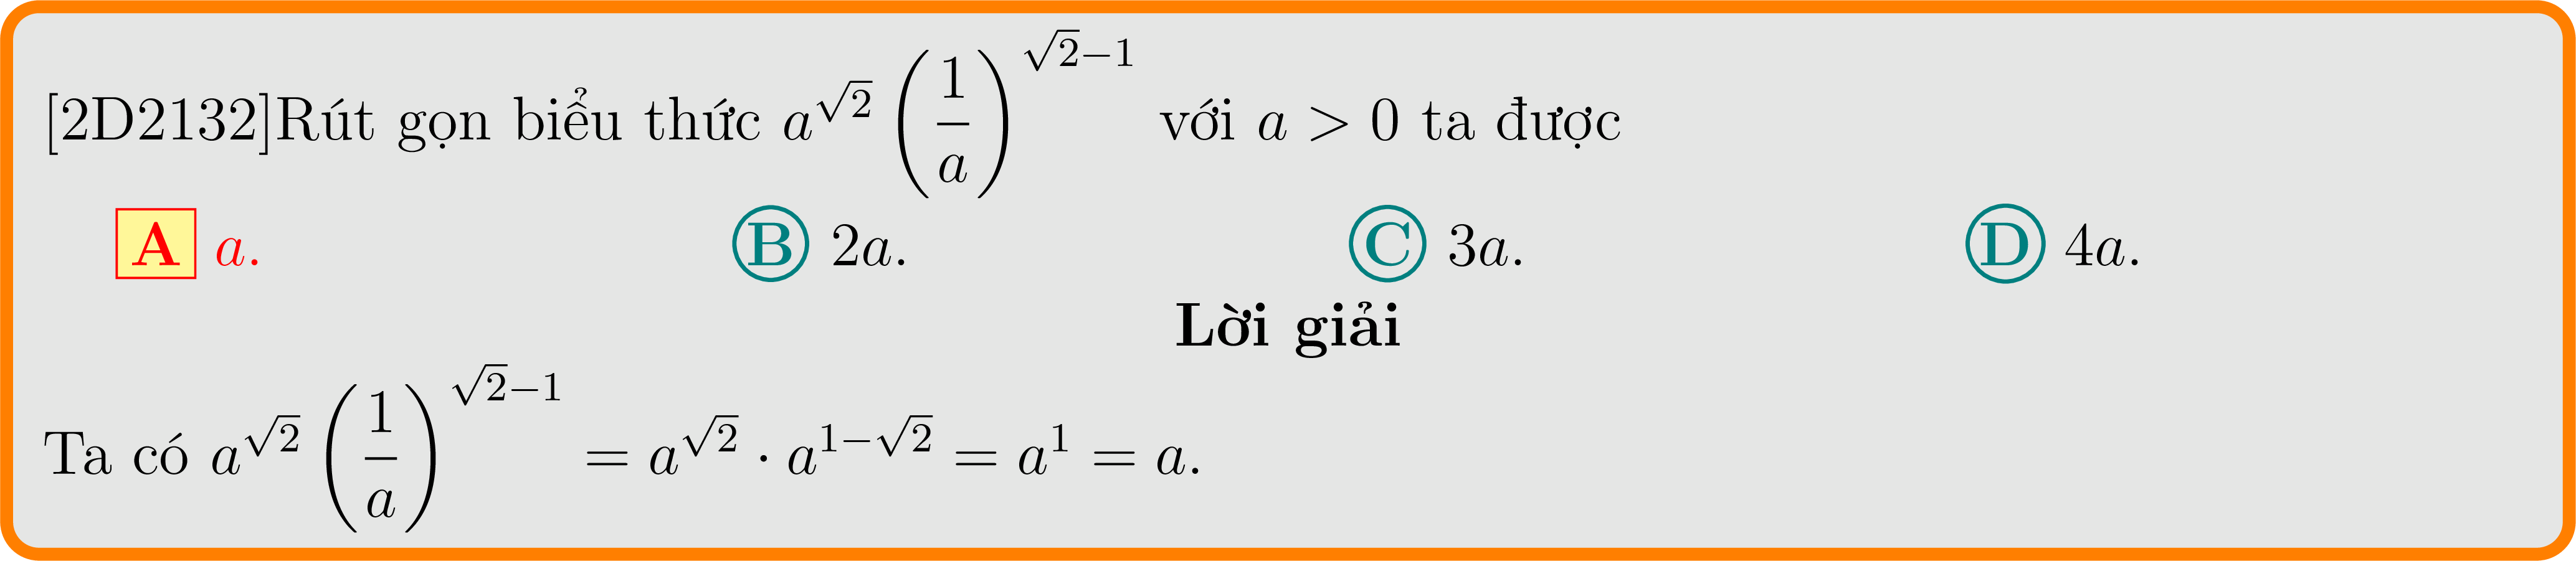 [2D2132]Rút gọn biểu thức $a^{\sqrt{2}}\left(\dfrac{1}{a}\right)^{\sqrt{2}-1}$ với $a > 0$ ta được
A $a$. B $2a$. C $3a$. D $4a$.
Lời giải
Ta có $a^{\sqrt{2}}\left(\dfrac{1}{a}\right)^{\sqrt{2}-1} = a^{\sqrt{2}} \cdot a^{1-\sqrt{2}} = a^{1} = a$.